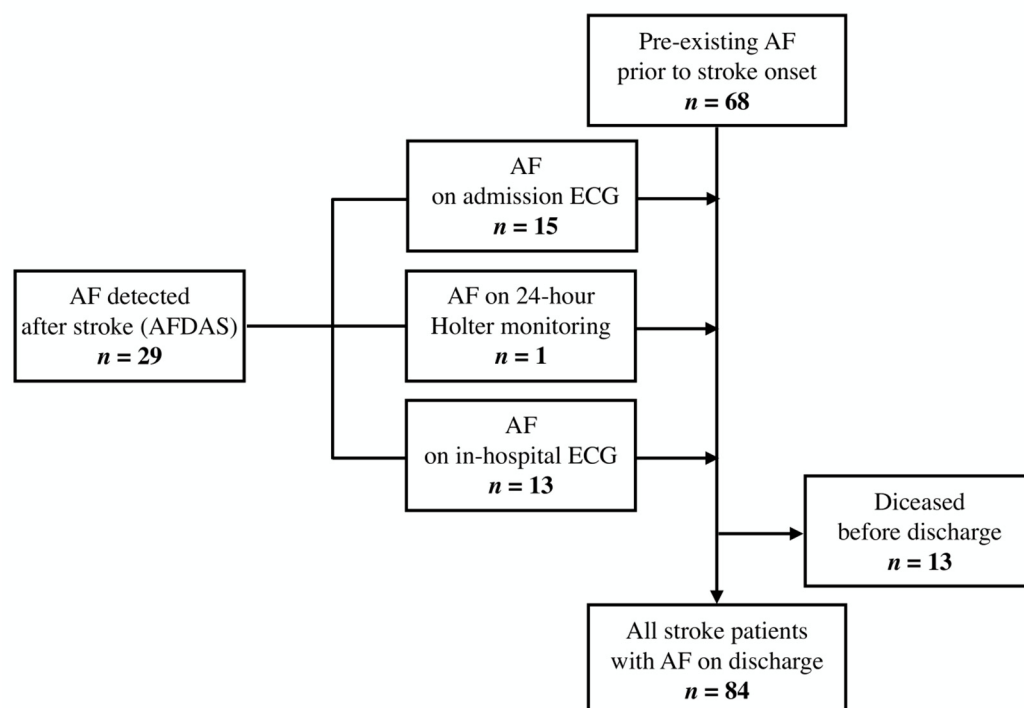 Pre-existing AF
prior to stroke onset
n = 68
AF
on admission ECG
n = 15
AF detected
after stroke (AFDAS)
n = 29
AF on 24-hour
Holter monitoring
n = 1
AF
on in-hospital ECG
n = 13
Diceased
before discharge
n = 13
All stroke patients
with AF on discharge
n = 84